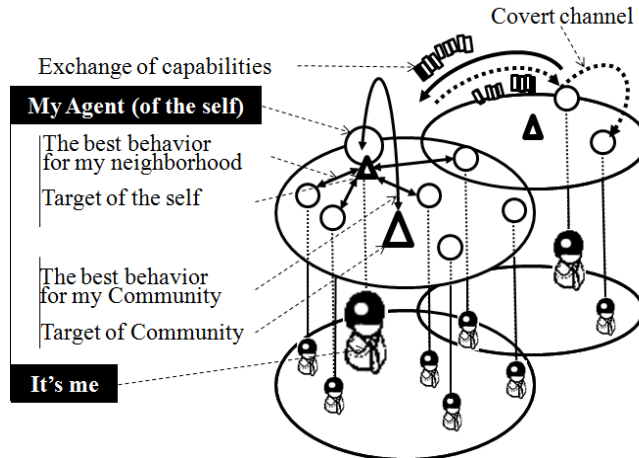 Covert channel
Exchange of capabilities
My Agent (of the self)
The best behavior
for my neighborhood
Target of the self
The best behavior
for my Community
Target of Community
It's me